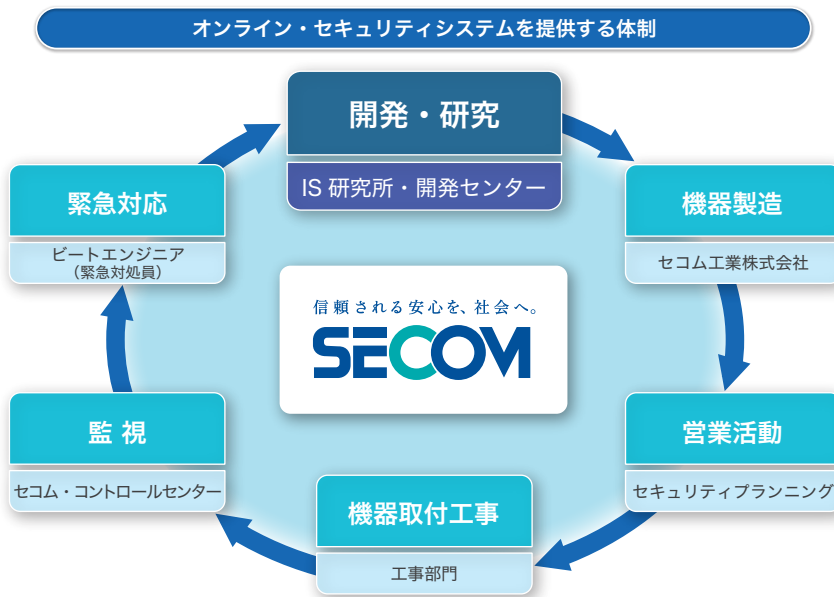 オンライン・セキュリティシステムを提供する体制
開発・研究
IS 研究所・開発センター
緊急対応
ビートエンジニア
（緊急対処員）
機器製造
セコム工業株式会社
信頼される安心を、社会へ。
SECOM
監 視
セコム・コントロールセンター
営業活動
セキュリティプランニング
機器取付工事
工事部門